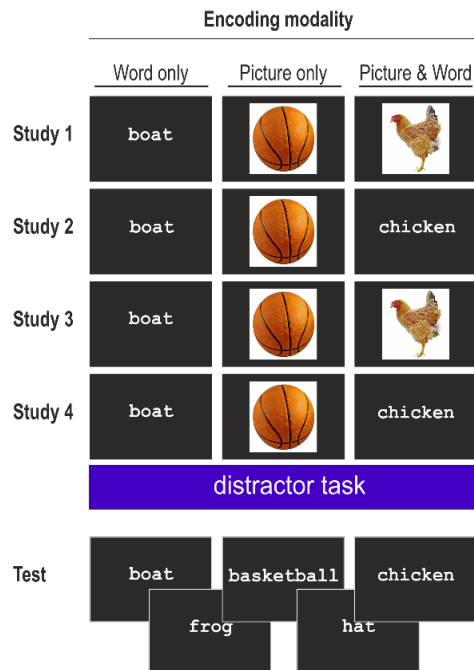 Encoding modality
Word only Picture only Picture & Word
Study 1 boat
Study 2 boat chicken
Study 3 boat
Study 4 boat chicken
distractor task
Test boat basketball chicken
frog hat